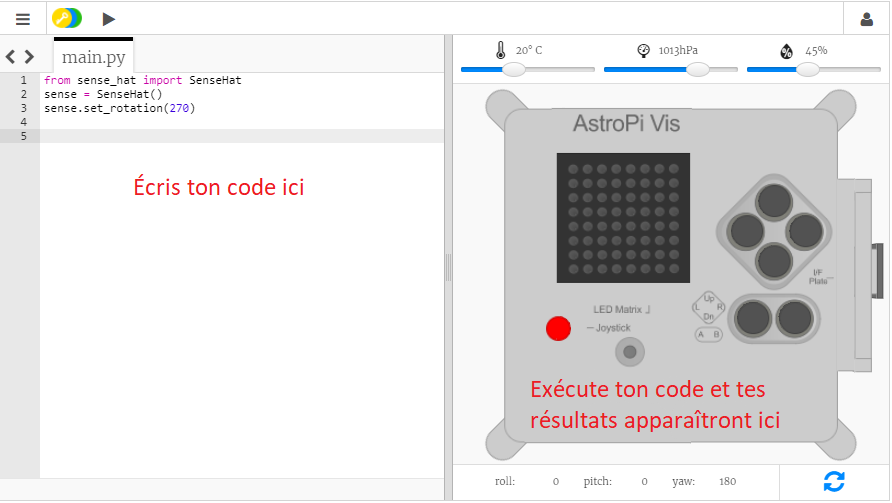 main.py
20° C
1013hPa
45%
1 from sense_hat import SenseHat
2 sense = SenseHat()
3 sense.set_rotation(270)
4
5
Écris ton code ici
AstroPi Vis
I/P
Plate
LED Matrix
Joystick
Up
L R
Dn
A B
Exécute ton code et tes
résultats apparaîtront ici
roll: 0 pitch: 0 yaw: 180